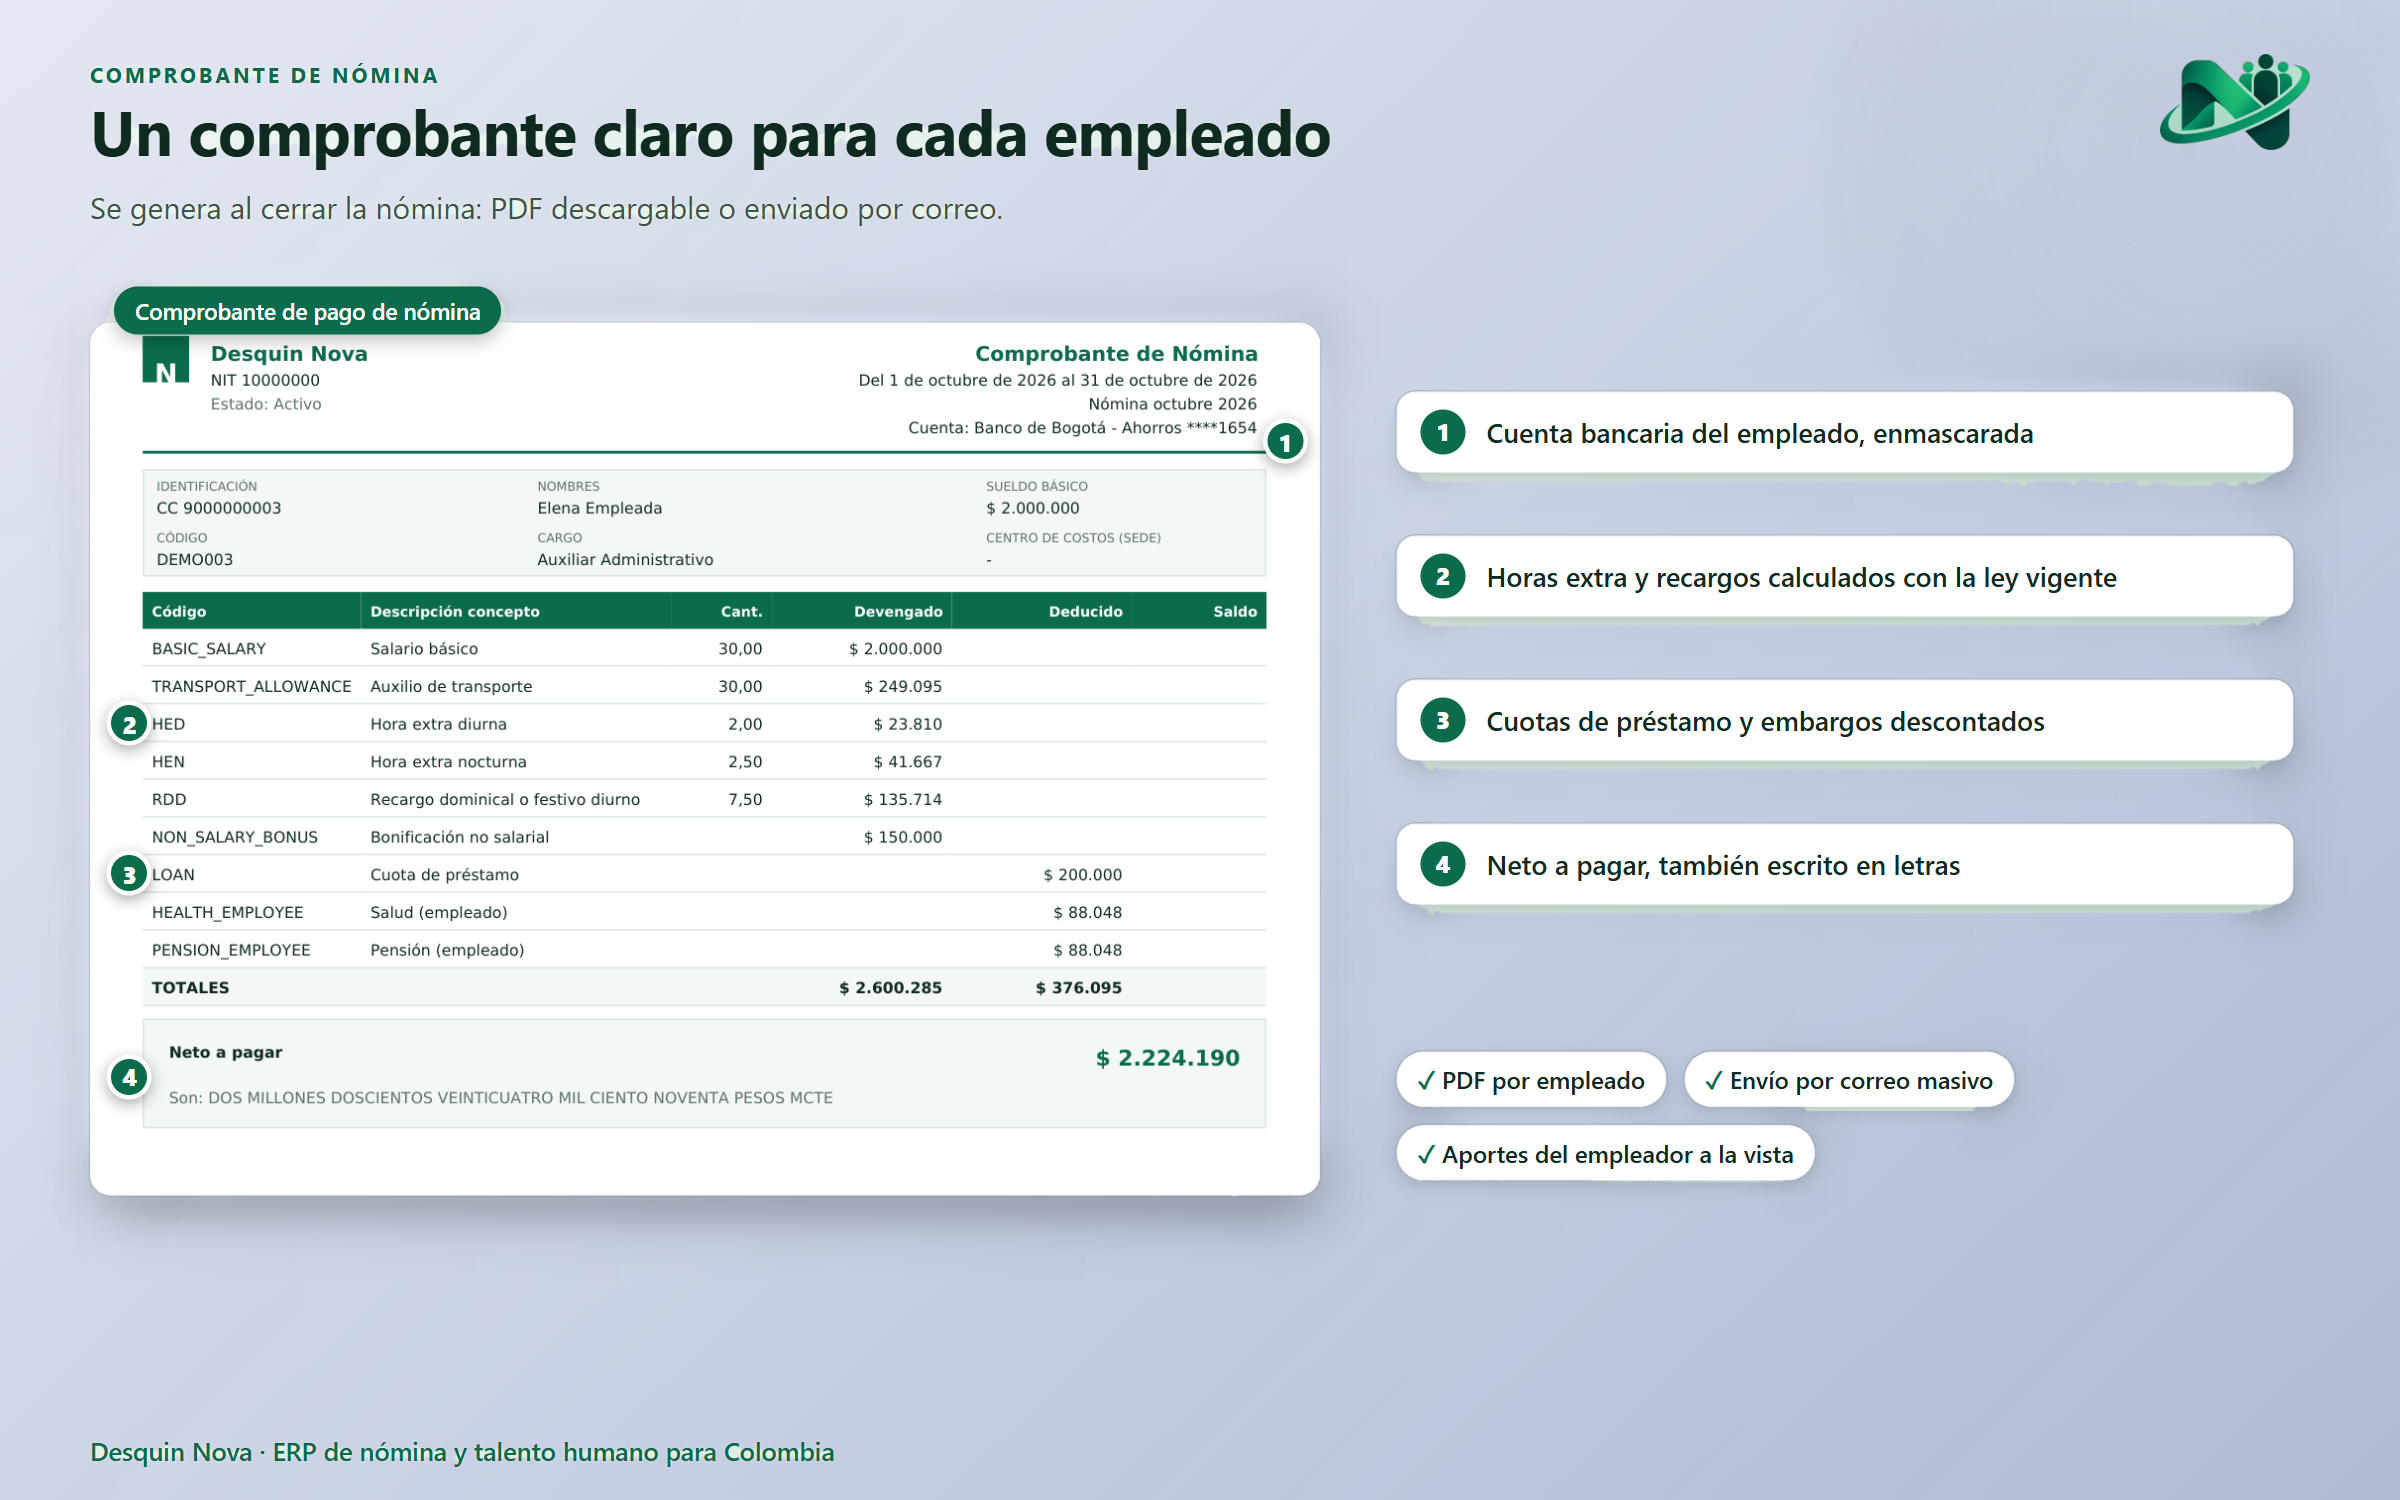 COMPROBANTE DE NÓMINA
Un comprobante claro para cada empleado
Se genera al cerrar la nómina: PDF descargable o enviado por correo.
Comprobante de pago de nómina
N
Desquin Nova
NIT 10000000
Estado: Activo
Comprobante de Nómina
Del 1 de octubre de 2026 al 31 de octubre de 2026
Nómina octubre 2026
Cuenta: Banco de Bogotá - Ahorros ****1654
1
IDENTIFICACIÓN NOMBRES SUELDO BÁSICO
CC 9000000003 Elena Empleada $ 2.000.000
CÓDIGO CARGO CENTRO DE COSTOS (SEDE)
DEMO003 Auxiliar Administrativo -
Código Descripción concepto Cant. Devengado Deducido Saldo
BASIC_SALARY Salario básico 30,00 $ 2.000.000
TRANSPORT_ALLOWANCE Auxilio de transporte 30,00 $ 249.095
2 HED Hora extra diurna 2,00 $ 23.810
HEN Hora extra nocturna 2,50 $ 41.667
RDD Recargo dominical o festivo diurno 7,50 $ 135.714
NON_SALARY_BONUS Bonificación no salarial $ 150.000
3 LOAN Cuota de préstamo $ 200.000
HEALTH_EMPLOYEE Salud (empleado) $ 88.048
PENSION_EMPLOYEE Pensión (empleado) $ 88.048
TOTALES $ 2.600.285 $ 376.095
4
Neto a pagar $ 2.224.190
Son: DOS MILLONES DOSCIENTOS VEINTICUATRO MIL CIENTO NOVENTA PESOS MCTE
1 Cuenta bancaria del empleado, enmascarada
2 Horas extra y recargos calculados con la ley vigente
3 Cuotas de préstamo y embargos descontados
4 Neto a pagar, también escrito en letras
✓ PDF por empleado ✓ Envío por correo masivo
✓ Aportes del empleador a la vista
Desquin Nova · ERP de nómina y talento humano para Colombia